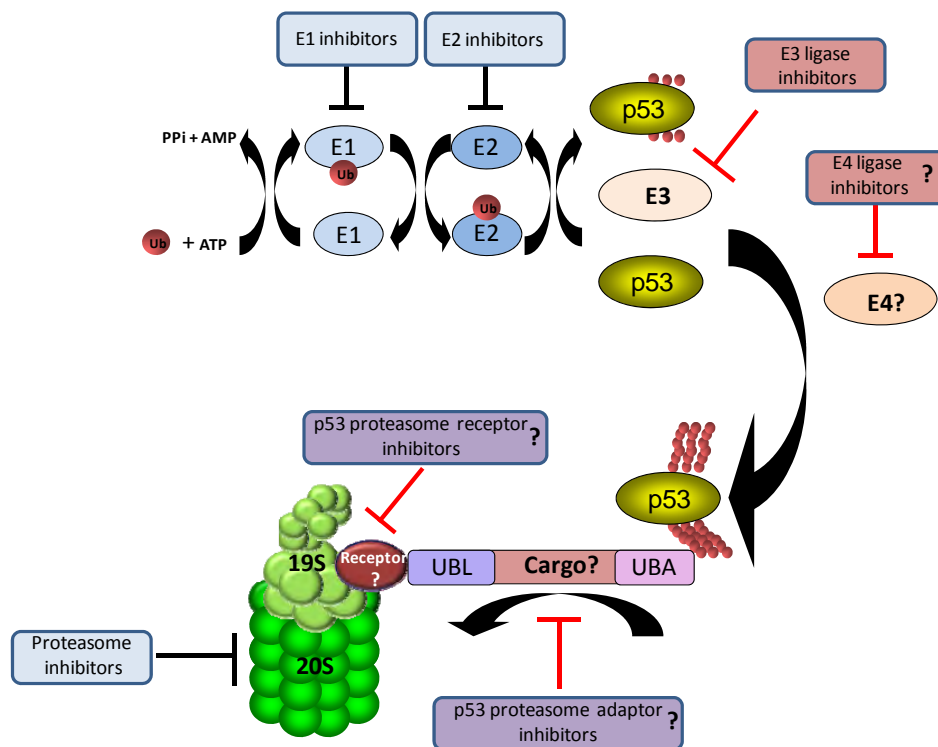 E1 inhibitors
E2 inhibitors
E3 ligase
inhibitors
p53
PPi + AMP
E1
Ub
E2
E3
E4 ligase
inhibitors ?
Ub + ATP
E1
Ub
E2
p53
E4?
p53 proteasome receptor
inhibitors ?
p53
19S
Receptor
?
UBL
Cargo?
UBA
Proteasome
inhibitors
20S
p53 proteasome adaptor
inhibitors ?